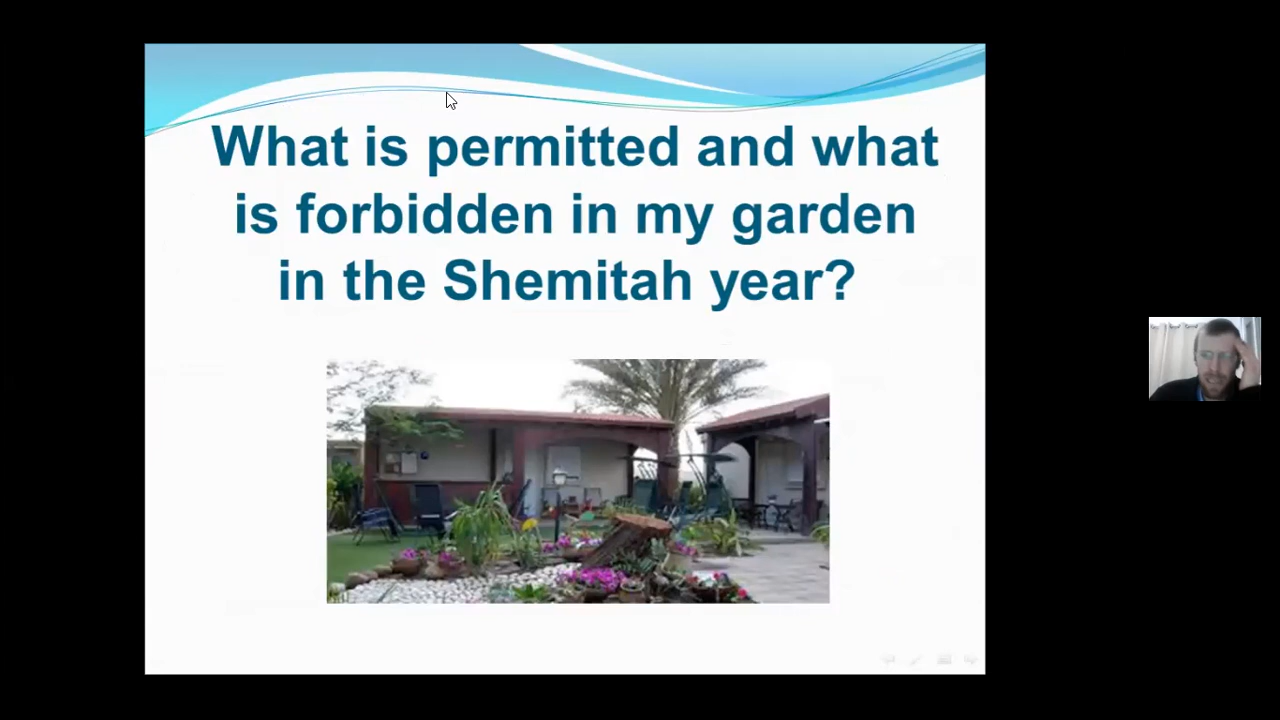 What is permitted and what
is forbidden in my garden
in the Shemitah year?